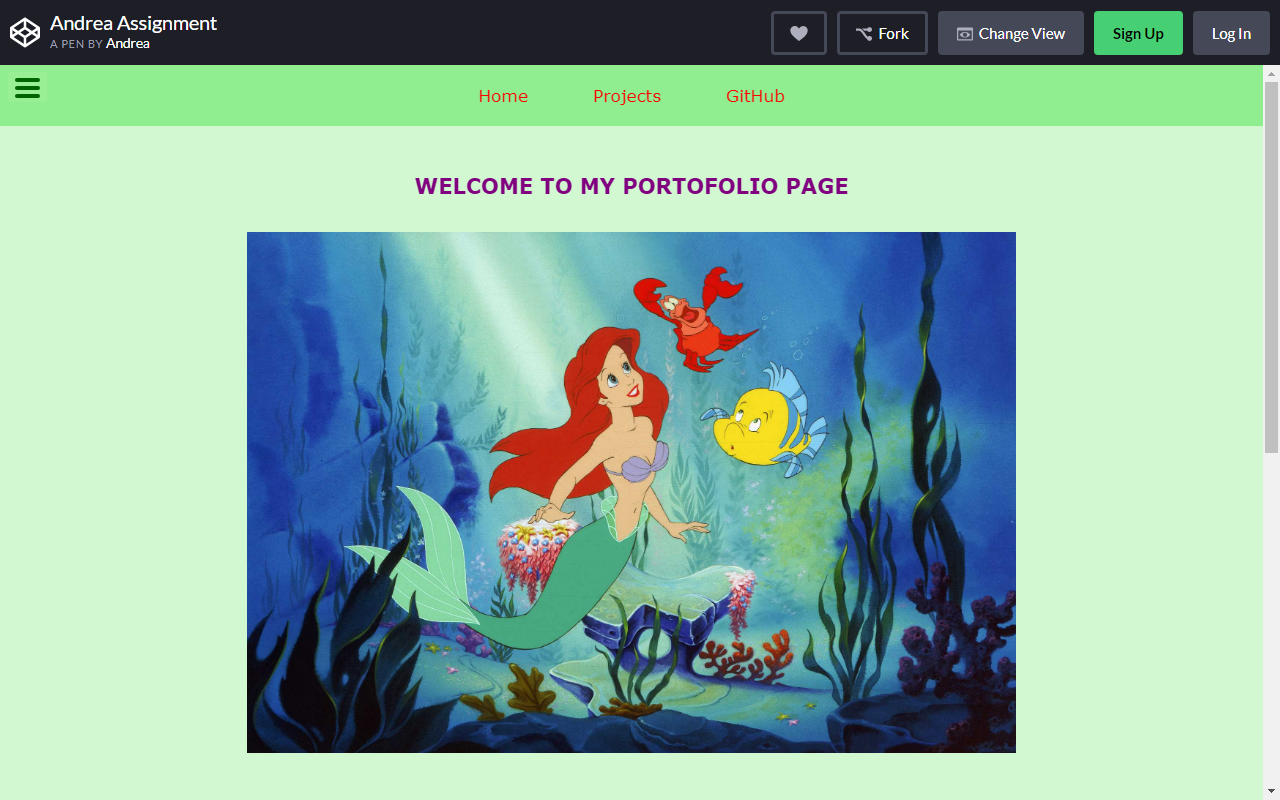 Andrea Assignment
A PEN BY Andrea
Fork
Change View
Sign Up
Log In
Home
Projects
GitHub
WELCOME TO MY PORTOFOLIO PAGE